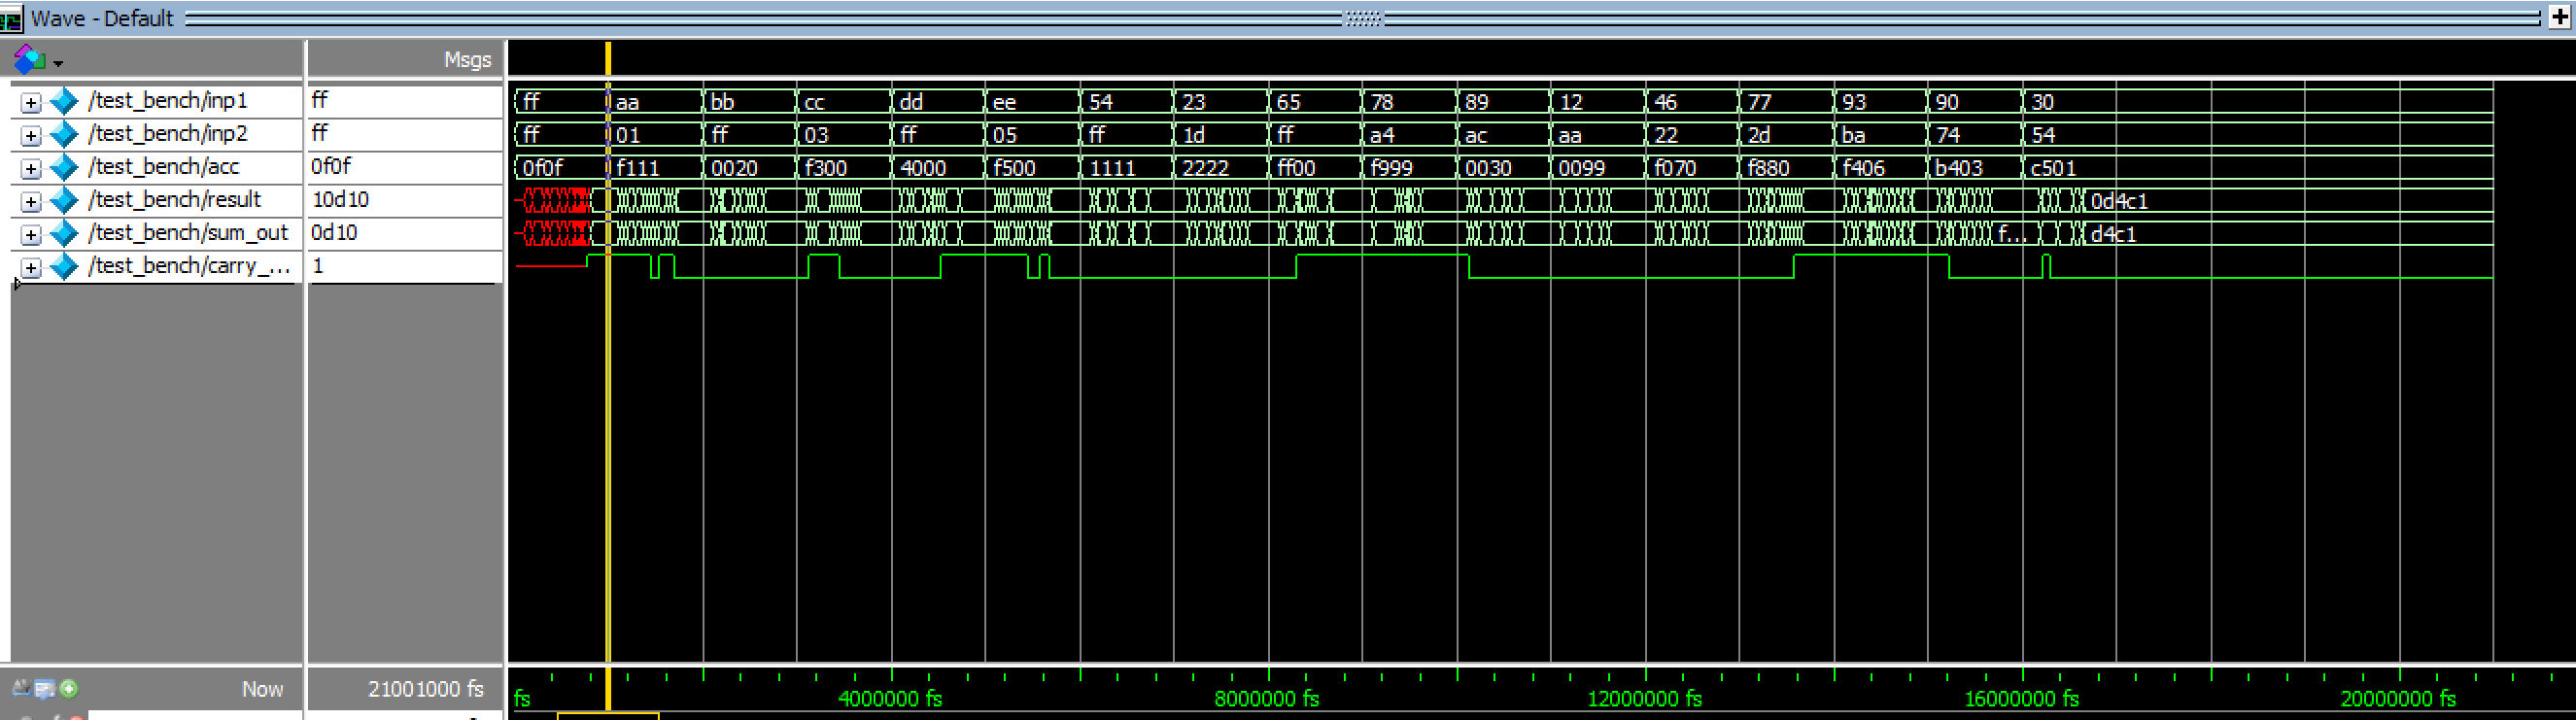 Wave - Default
Msgs
/test_bench/inp1 ff ff aa bb cc dd ee 54 23 65 78 89 12 46 77 93 90 30
/test_bench/inp2 ff ff 01 ff 03 ff 05 ff 1d ff a4 ac aa 22 2d ba 74 54
/test_bench/acc 0f0f 0f0f f111 0020 f300 4000 f500 1111 2222 ff00 f999 0030 0099 f070 f880 f406 b403 c501
/test_bench/result 10d10 0d4c1
/test_bench/sum_out 0d10 f... d4c1
/test_bench/carry_... 1
Now 21001000 fs fs 4000000 fs 8000000 fs 12000000 fs 16000000 fs 20000000 fs